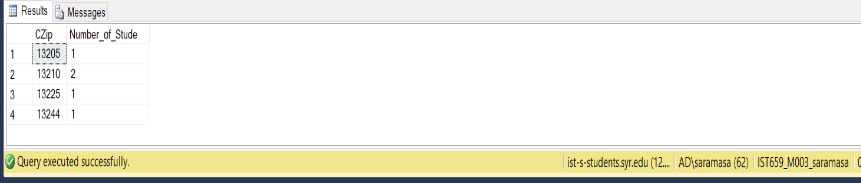 Results Messages
CZip Number_of_Stude
1 13205 1
2 13210 2
3 13225 1
4 13244 1
Query executed successfully. ist-s-students.syr.edu (12... AD\saramasa (62) IST659_M003_saramasa